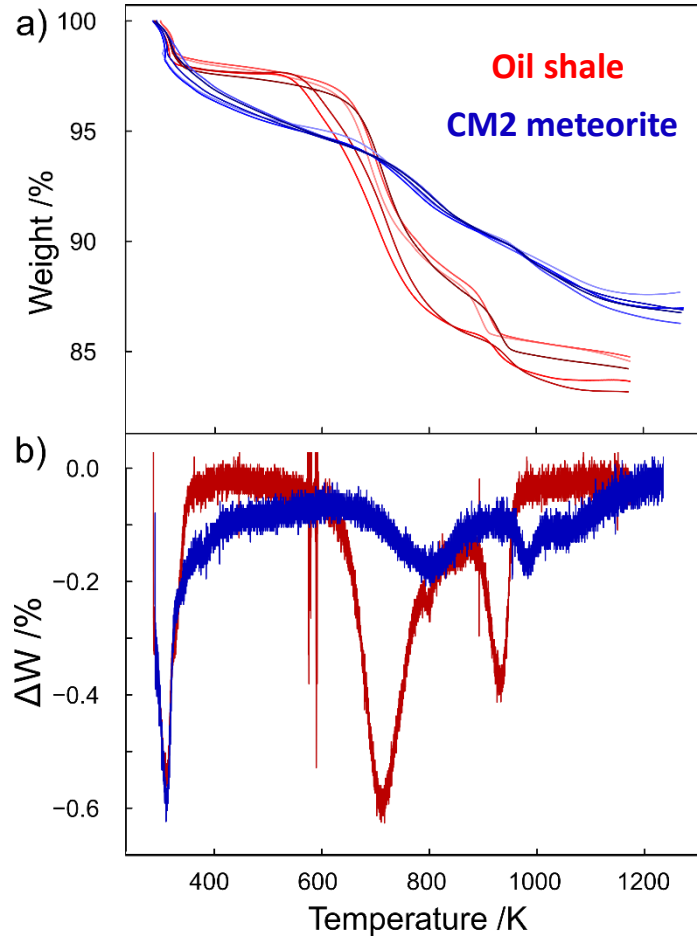 a)
Oil shale
CM2 meteorite
Weight /%
100
95
90
85
b)
ΔW /%
0.0
−0.2
−0.4
−0.6
400 600 800 1000 1200
Temperature /K